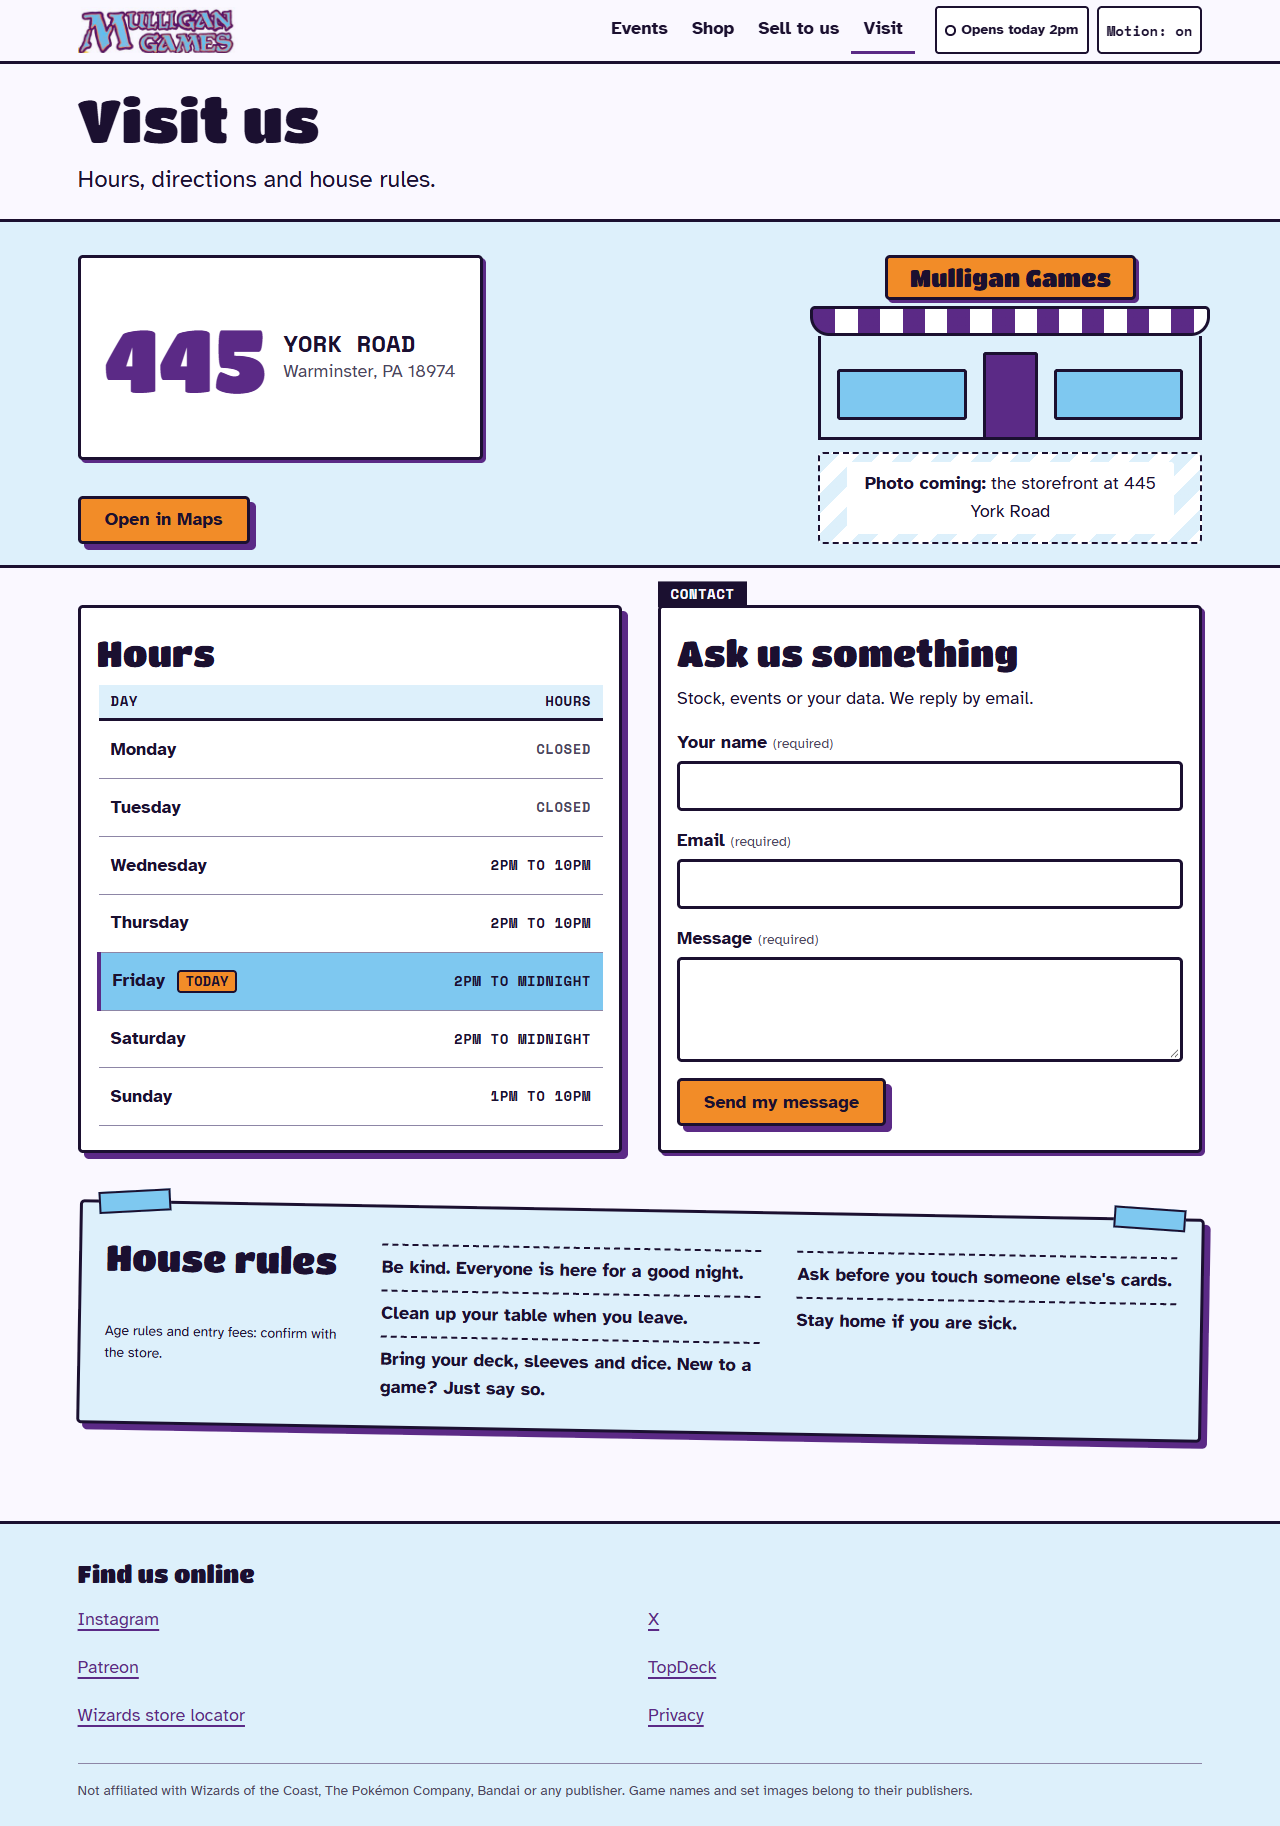 Mulligan Games
Events Shop Sell to us Visit Opens today 2pm Motion: on
Visit us
Hours, directions and house rules.
445 YORK ROAD
Warminster, PA 18974
Open in Maps
Mulligan Games
Photo coming: the storefront at 445
York Road
Hours
DAY HOURS
Monday CLOSED
Tuesday CLOSED
Wednesday 2PM TO 10PM
Thursday 2PM TO 10PM
Friday TODAY 2PM TO MIDNIGHT
Saturday 2PM TO MIDNIGHT
Sunday 1PM TO 10PM
CONTACT
Ask us something
Stock, events or your data. We reply by email.
Your name (required)
Email (required)
Message (required)
Send my message
House rules
Age rules and entry fees: confirm with
the store.
Be kind. Everyone is here for a good night.
Clean up your table when you leave.
Bring your deck, sleeves and dice. New to a
game? Just say so.
Ask before you touch someone else's cards.
Stay home if you are sick.
Find us online
Instagram X
Patreon TopDeck
Wizards store locator Privacy
Not affiliated with Wizards of the Coast, The Pokémon Company, Bandai or any publisher. Game names and set images belong to their publishers.